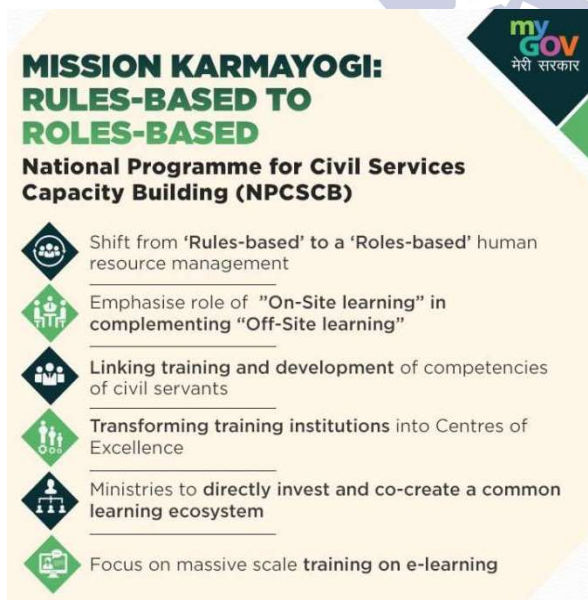 my
GOV
मेरी सरकार
MISSION KARMAYOGI:
RULES-BASED TO
ROLES-BASED
National Programme for Civil Services
Capacity Building (NPCSCB)
Shift from ‘Rules-based’ to a ‘Roles-based’ human
resource management
Emphasise role of ”On-Site learning” in
complementing “Off-Site learning”
Linking training and development of competencies
of civil servants
Transforming training institutions into Centres of
Excellence
Ministries to directly invest and co-create a common
learning ecosystem
Focus on massive scale training on e-learning